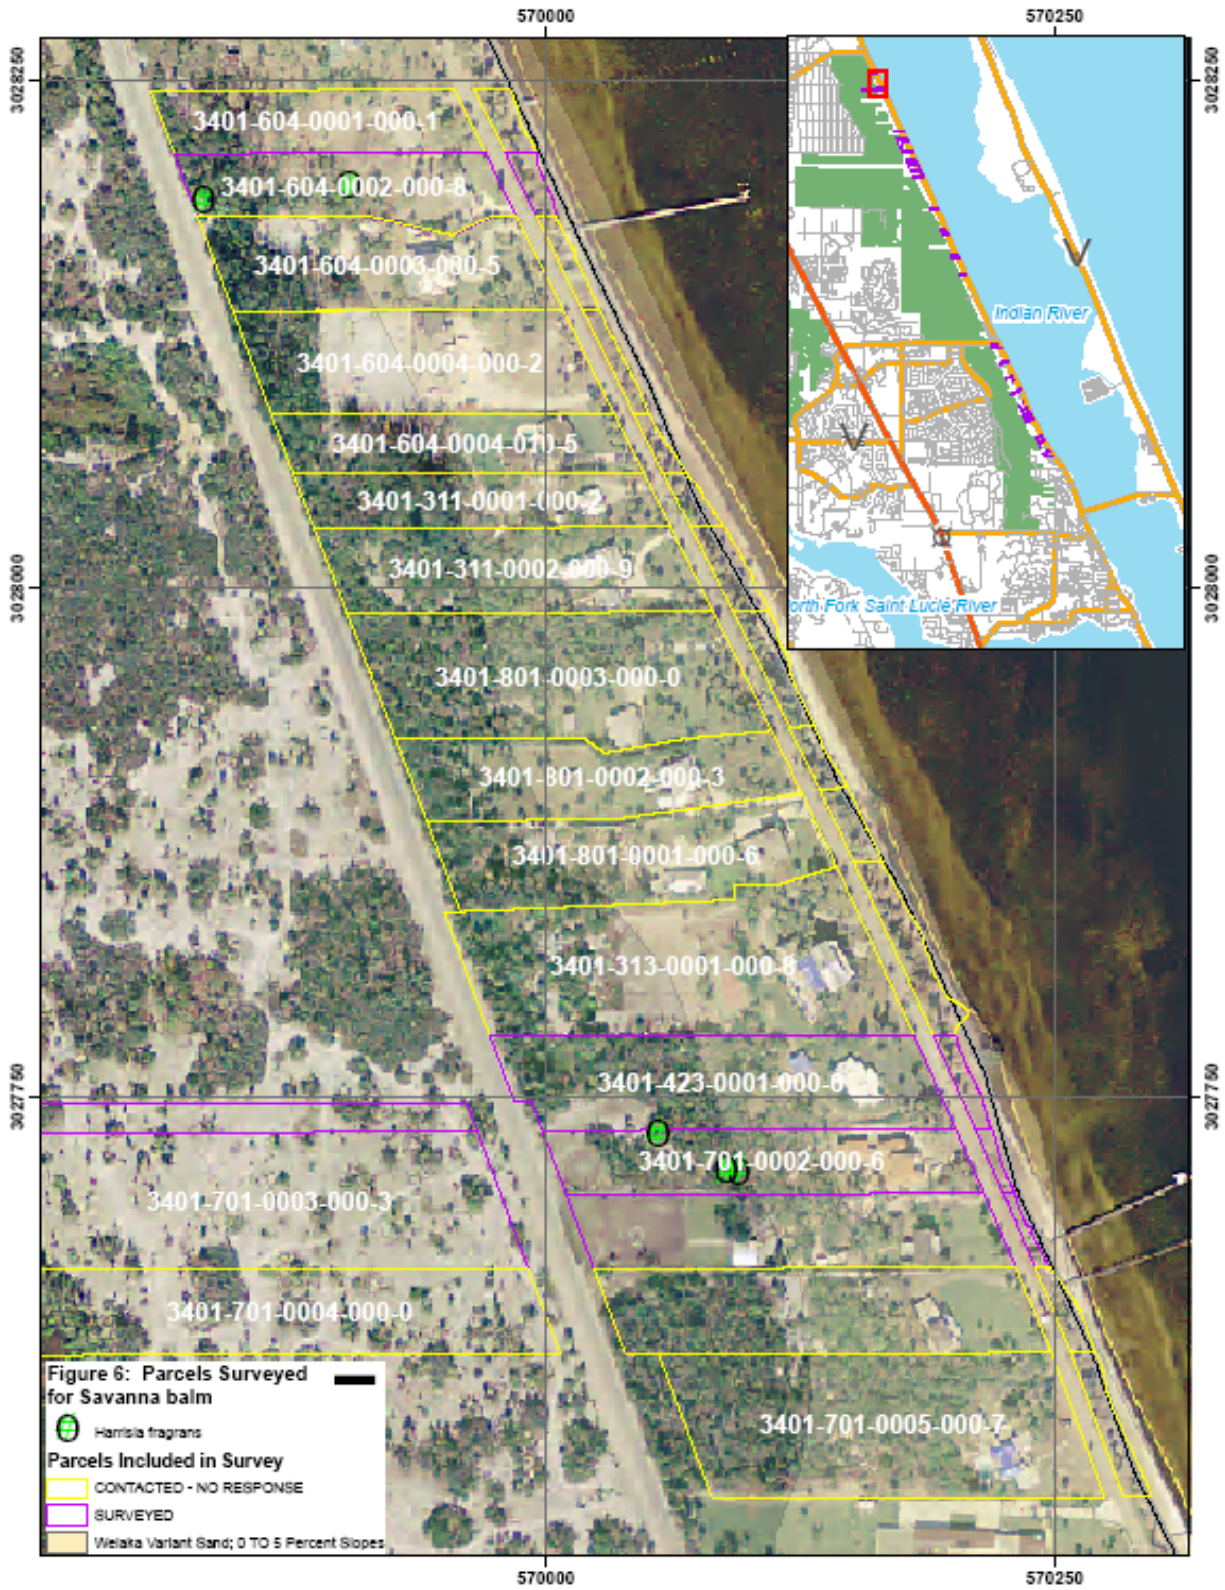 570000
570250
3028250
3028250
3401-604-0001-000-1
3401-604-0002-000-8
3401-604-0003-000-5
3401-604-0004-000-2
3401-604-0004-010-5
3401-311-0001-000-2
3401-311-0002-000-9
3028000
3028000
3401-801-0003-000-0
3401-801-0002-000-3
3401-801-0001-000-6
3401-313-0001-000-8
3401-423-0001-000-6
3027750
3027750
3401-701-0002-000-6
3401-701-0003-000-3
3401-701-0004-000-0
3401-701-0005-000-7
Indian River
orth Fork Saint Lucie River
Figure 6: Parcels Surveyed
for Savanna balm
Harrisia fragrans
Parcels Included in Survey
CONTACTED - NO RESPONSE
SURVEYED
Welaka Variant Sand; 0 TO 5 Percent Slopes
570000
570250